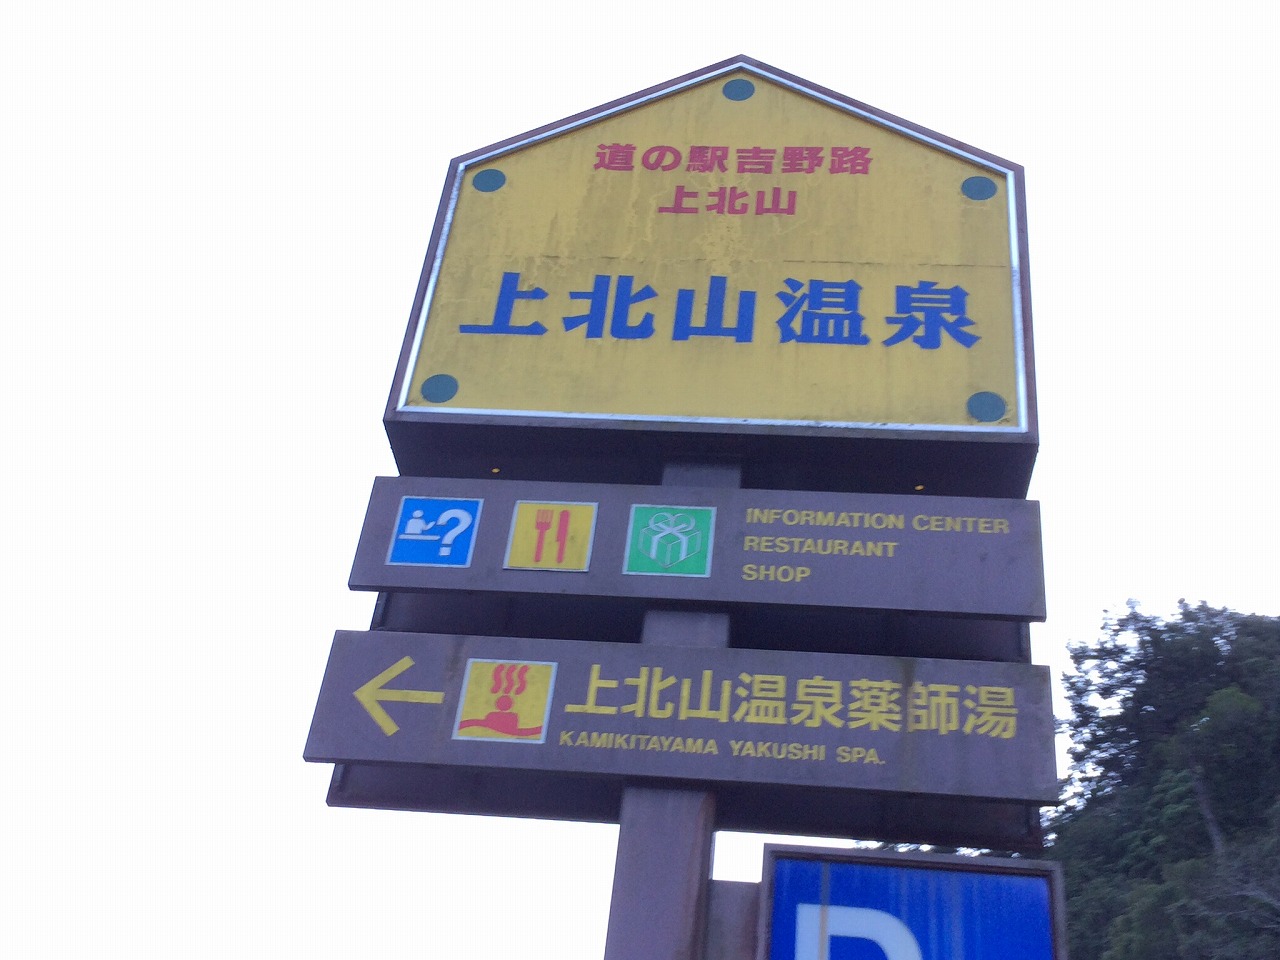 道の駅吉野路
上北山
上北山温泉
?
INFORMATION CENTER
RESTAURANT
SHOP
上北山温泉薬師湯
KAMIKITAYAMA YAKUSHI SPA.
P